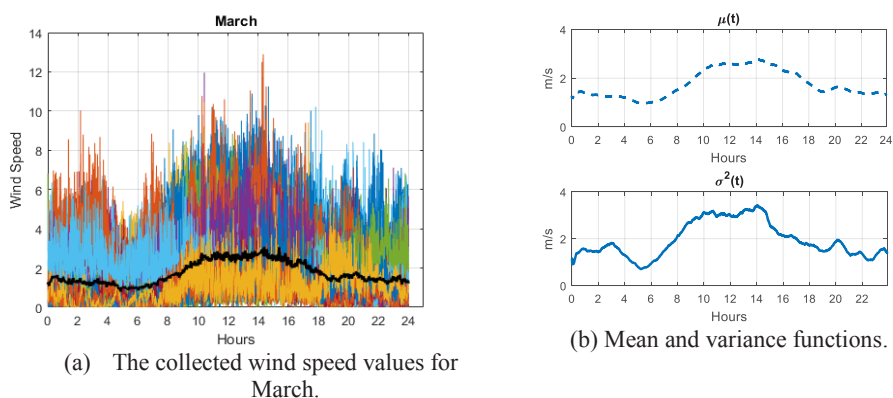 March
14
12
10
8
6
4
2
0
Wind Speed
0 2 4 6 8 10 12 14 16 18 20 22 24
Hours
(a) The collected wind speed values for
March.
μ(t)
4
2
0
m/s
0 2 4 6 8 10 12 14 16 18 20 22 24
Hours
σ²(t)
4
2
0
m/s
0 2 4 6 8 10 12 14 16 18 20 22
Hours
(b) Mean and variance functions.